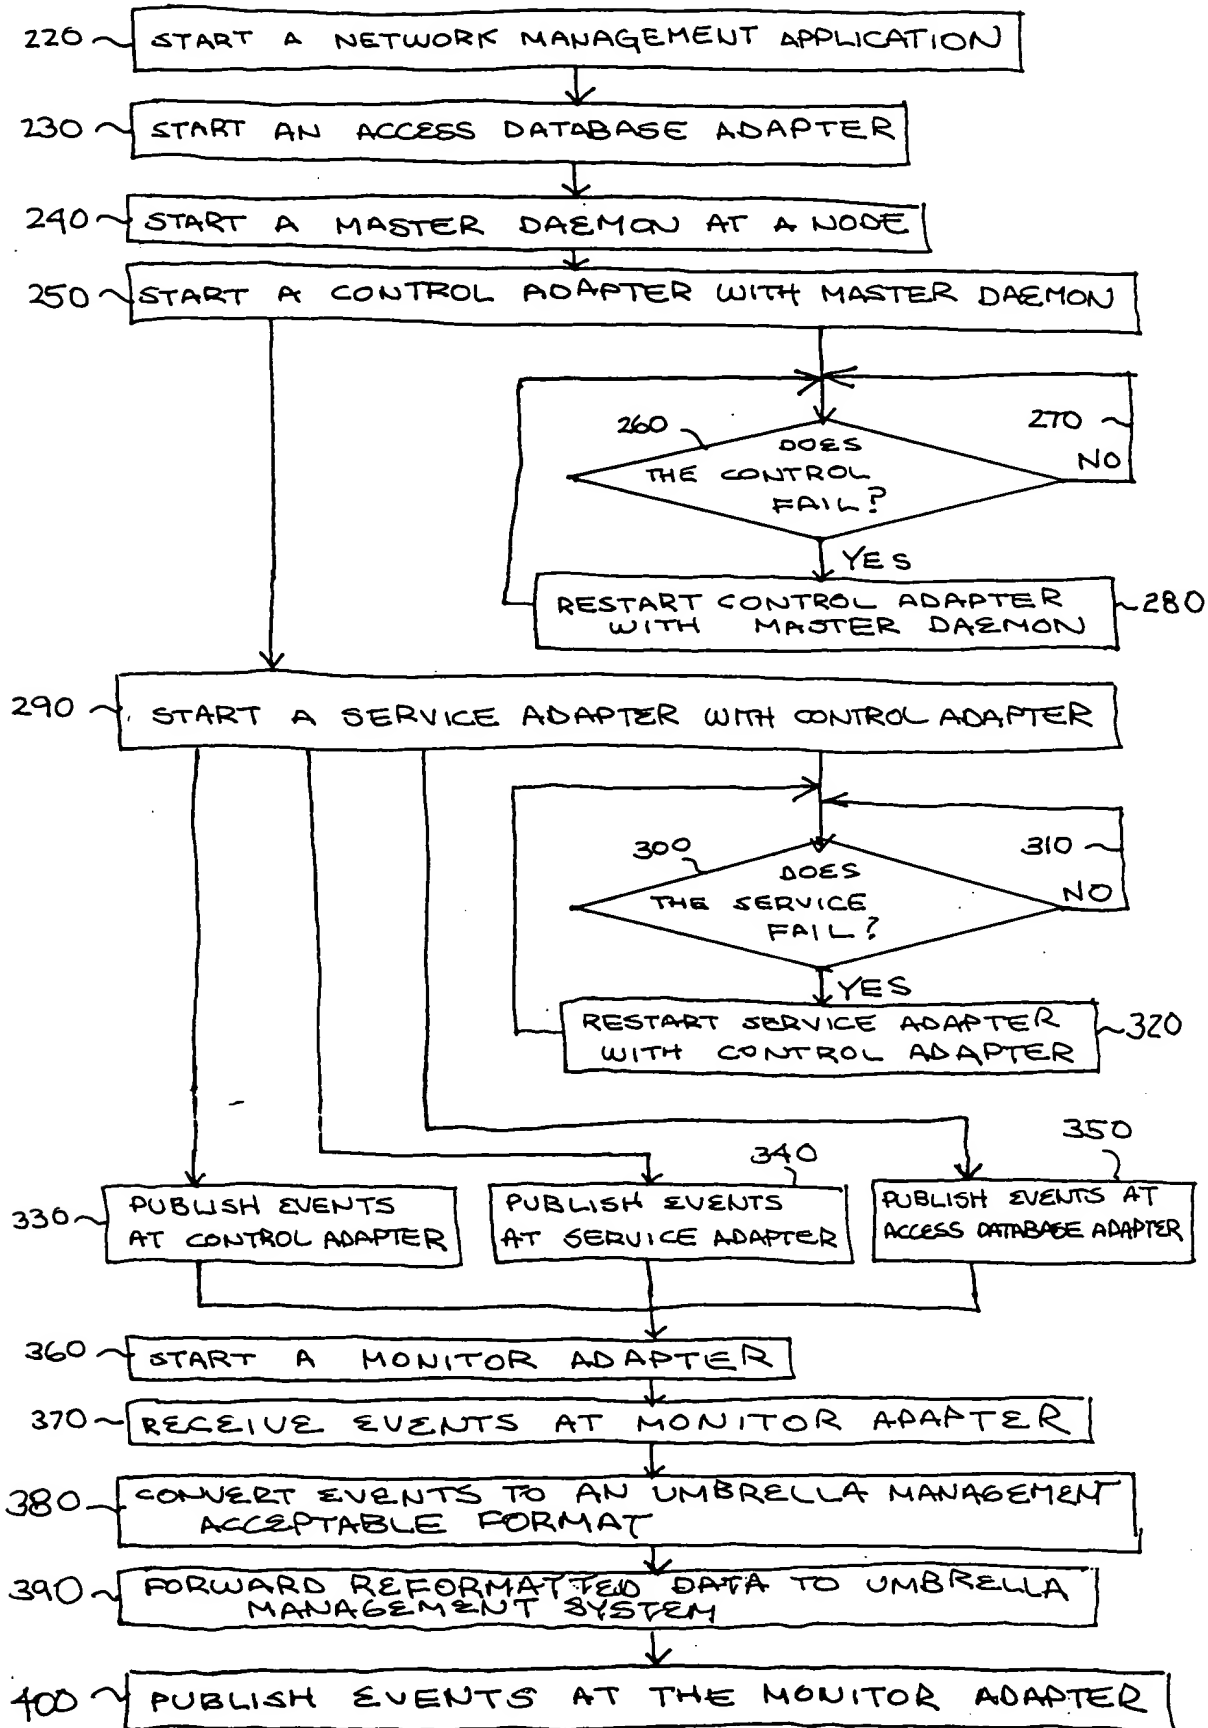 220 START A NETWORK MANAGEMENT APPLICATION
230 START AN ACCESS DATABASE ADAPTER
240 START A MASTER DAEMON AT A NODE
250 START A CONTROL ADAPTER WITH MASTER DAEMON
260
DOES
THE CONTROL
FAIL?
270
NO
YES
RESTART CONTROL ADAPTER
WITH MASTER DAEMON
280
290 START A SERVICE ADAPTER WITH CONTROL ADAPTER
300
DOES
THE SERVICE
FAIL?
310
NO
YES
RESTART SERVICE ADAPTER
WITH CONTROL ADAPTER
320
330
PUBLISH EVENTS
AT CONTROL ADAPTER
340
PUBLISH EVENTS
AT SERVICE ADAPTER
350
PUBLISH EVENTS AT
ACCESS DATABASE ADAPTER
360 START A MONITOR ADAPTER
370 RECEIVE EVENTS AT MONITOR ADAPTER
380 CONVERT EVENTS TO AN UMBRELLA MANAGEMENT
ACCEPTABLE FORMAT
390 FORWARD REFORMATTED DATA TO UMBRELLA
MANAGEMENT SYSTEM
400 PUBLISH EVENTS AT THE MONITOR ADAPTER